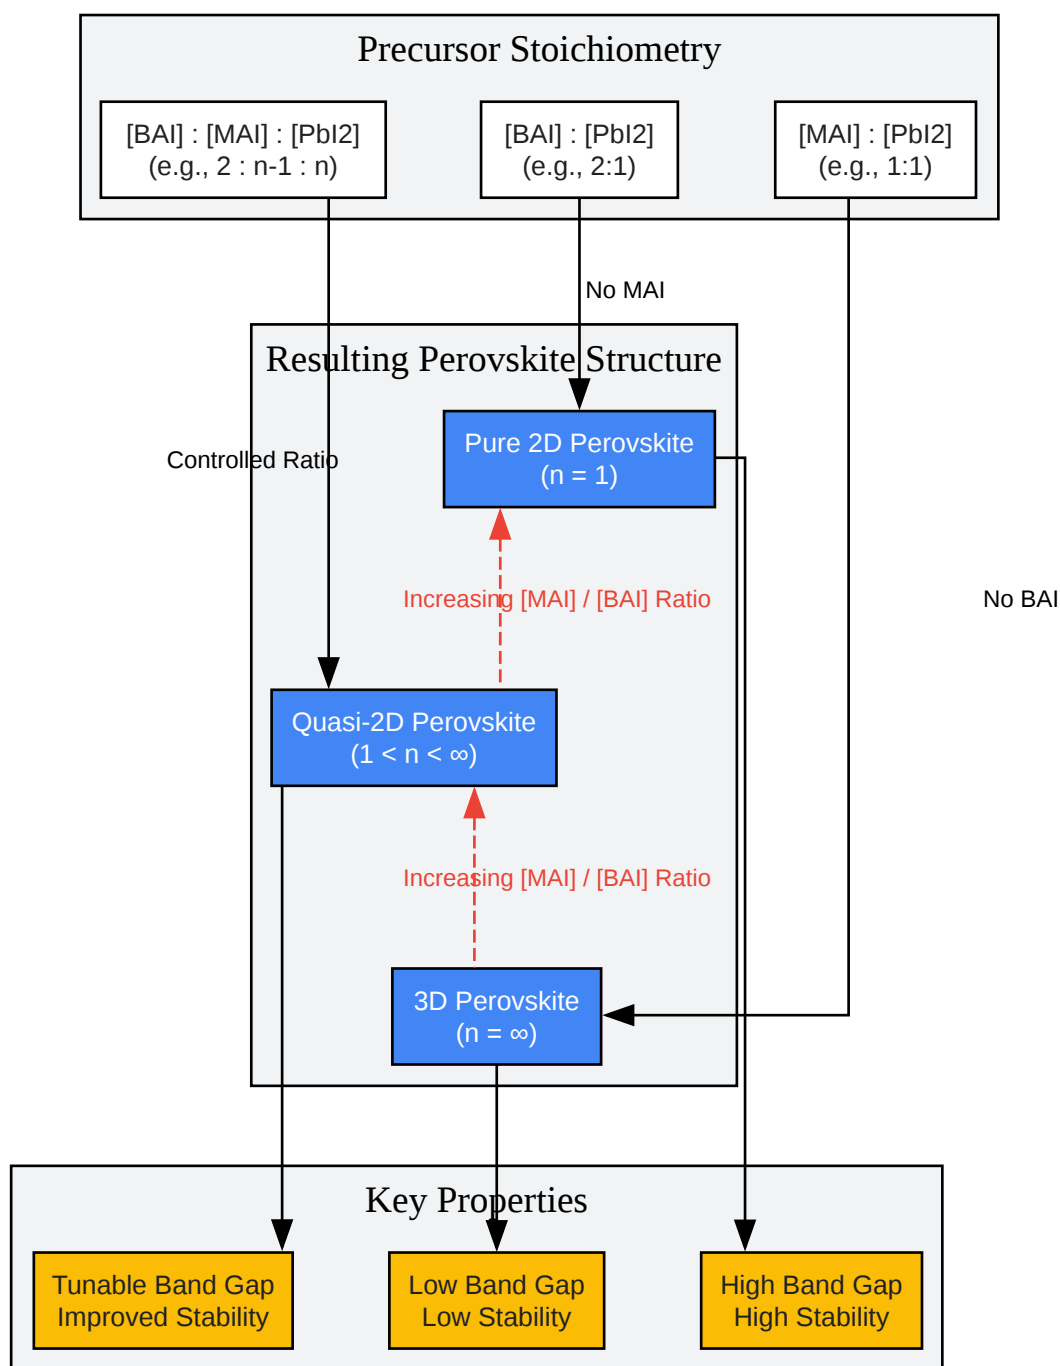 Precursor Stoichiometry
[BAI] : [MAI] : [PbI2]
(e.g., 2 : n-1 : n)
[BAI] : [PbI2]
(e.g., 2:1)
[MAI] : [PbI2]
(e.g., 1:1)
No MAI
Resulting Perovskite Structure
Pure 2D Perovskite
(n = 1)
Controlled Ratio
Increasing [MAI] / [BAI] Ratio
No BAI
Quasi-2D Perovskite
(1 < n < ∞)
Increasing [MAI] / [BAI] Ratio
3D Perovskite
(n = ∞)
Key Properties
Tunable Band Gap
Improved Stability
Low Band Gap
Low Stability
High Band Gap
High Stability